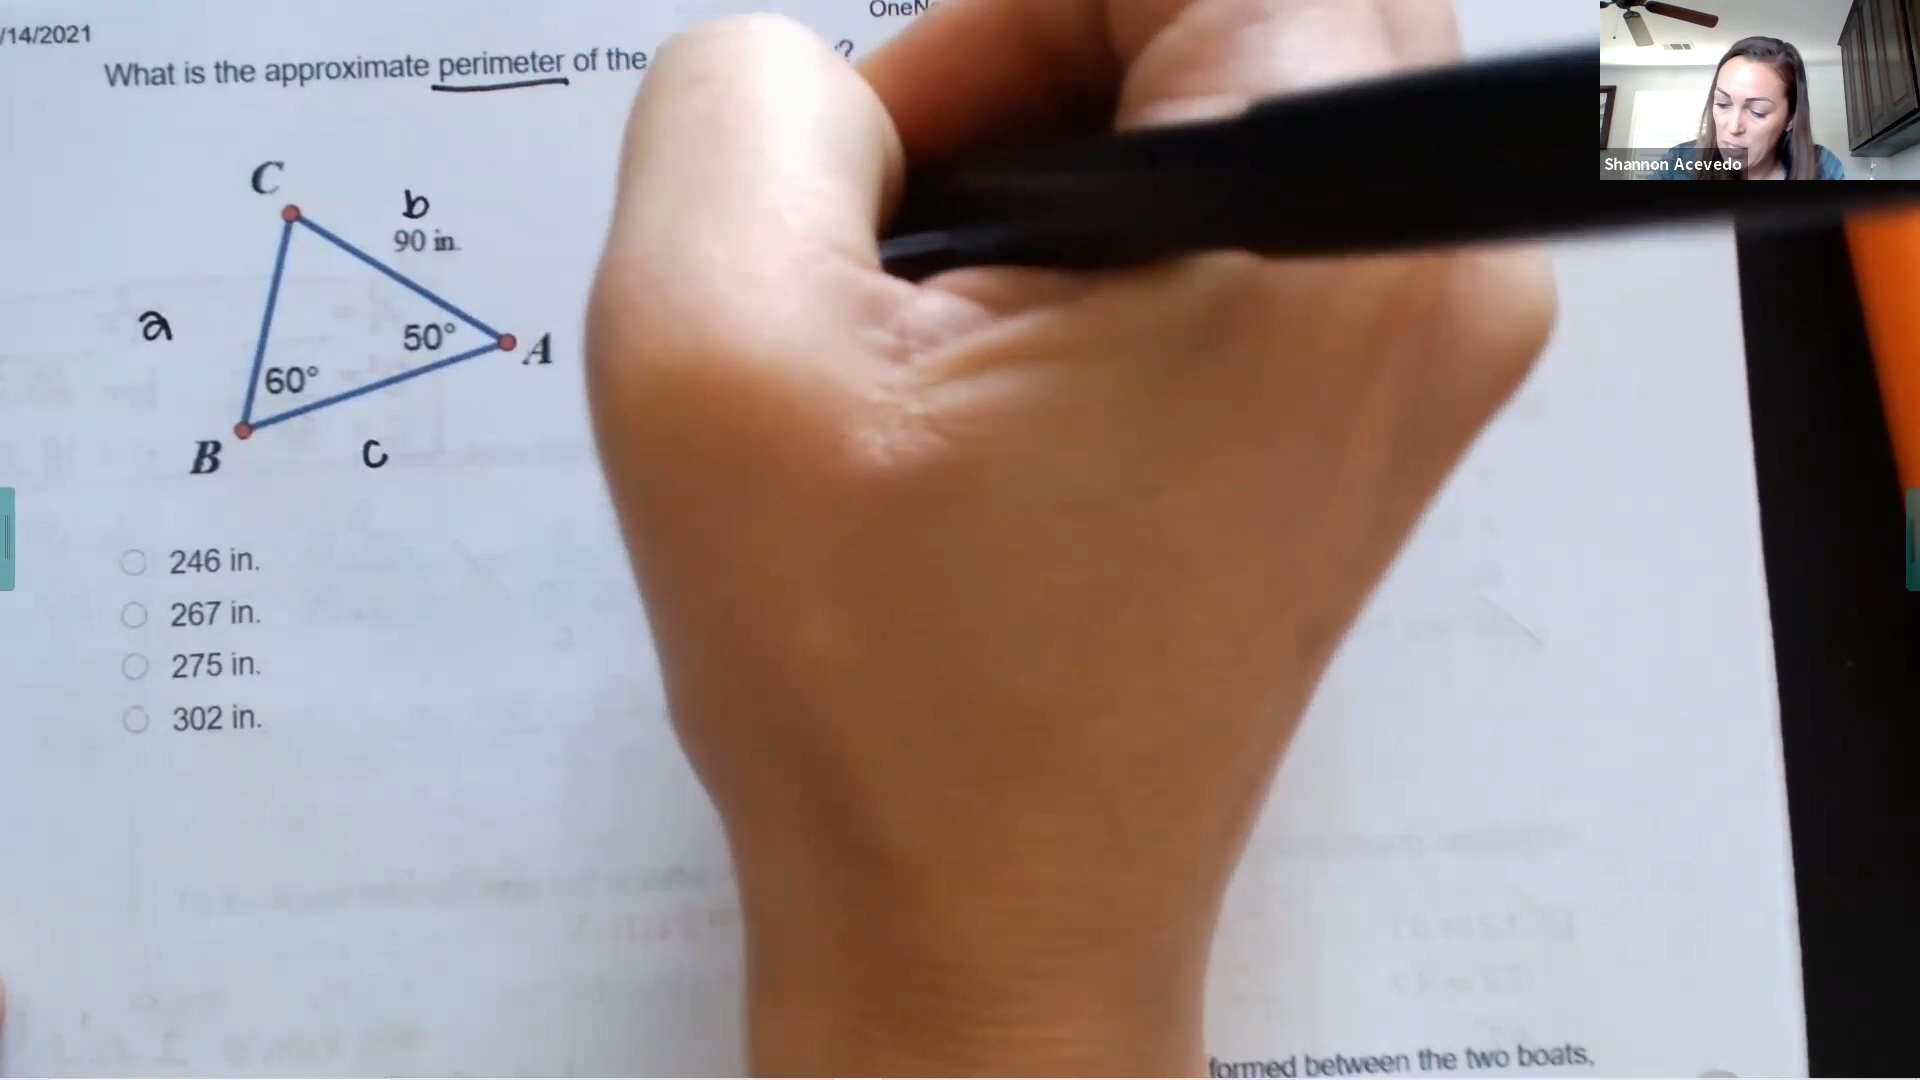 /14/2021
OneN
What is the approximate perimeter of the ?
Shannon Acevedo
C
b
90 in.
a
50°
A
60°
B
c
246 in.
267 in.
275 in.
302 in.
formed between the two boats.